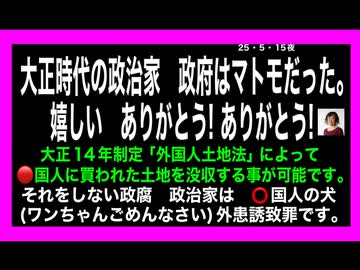 25・5・15夜
大正時代の政治家　政府はマトモだった。
嬉しい　ありがとう!ありがとう!
大正14年制定「外国人土地法」によって
🔴国人に買われた土地を没収する事が可能です。
それをしない政腐　政治家は　⭕国人の犬
(ワンちゃんごめんなさい)外患誘致罪です。